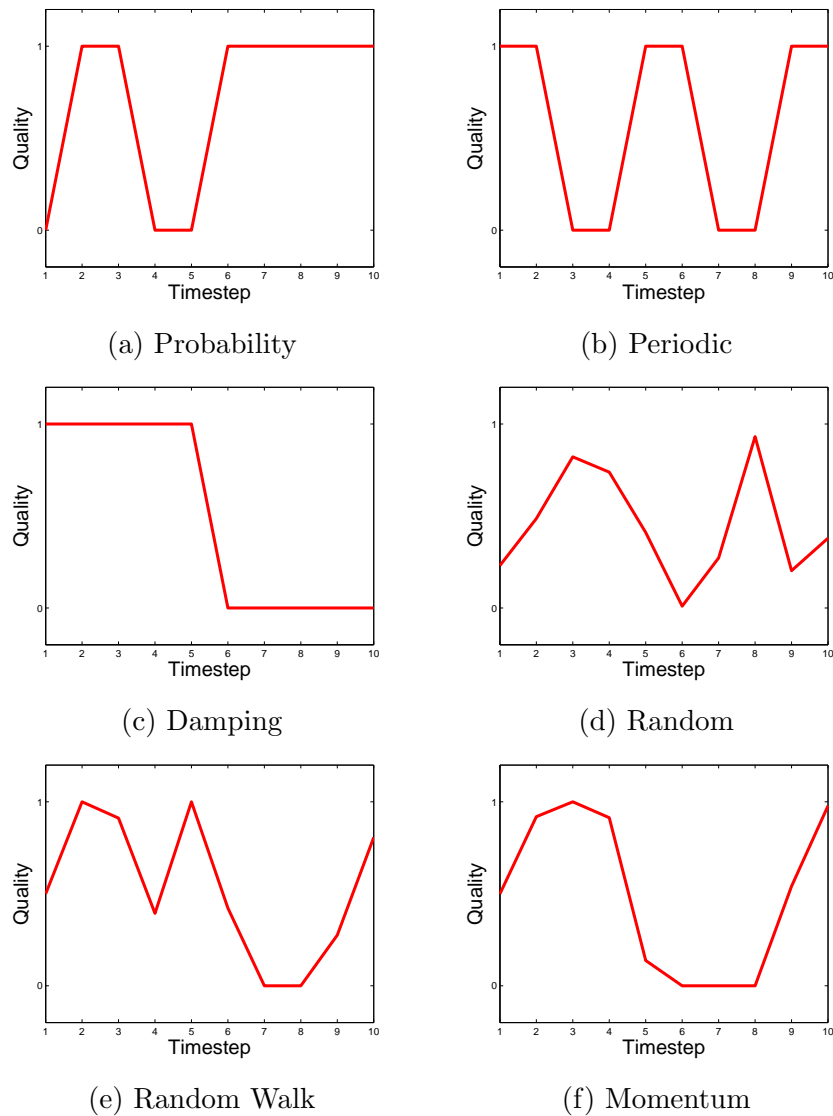 1
0
Quality
1 2 3 4 5 6 7 8 9 10
Timestep
(a) Probability
1
0
Quality
1 2 3 4 5 6 7 8 9 10
Timestep
(b) Periodic
1
0
Quality
1 2 3 4 5 6 7 8 9 10
Timestep
(c) Damping
1
0
Quality
1 2 3 4 5 6 7 8 9 10
Timestep
(d) Random
1
0
Quality
1 2 3 4 5 6 7 8 9 10
Timestep
(e) Random Walk
1
0
Quality
1 2 3 4 5 6 7 8 9 10
Timestep
(f) Momentum